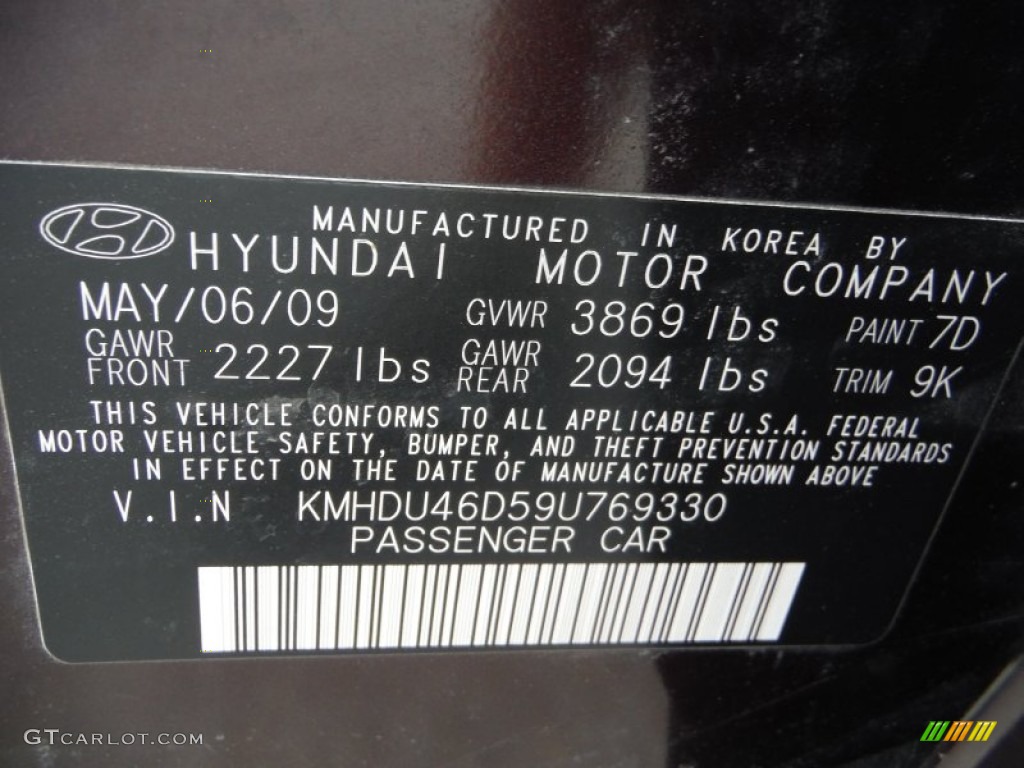 MANUFACTURED IN KOREA BY
HYUNDAI MOTOR COMPANY
MAY/06/09 GVWR 3869 lbs PAINT 7D
GAWR FRONT 2227 lbs GAWR REAR 2094 lbs TRIM 9K
THIS VEHICLE CONFORMS TO ALL APPLICABLE U.S.A. FEDERAL
MOTOR VEHICLE SAFETY, BUMPER, AND THEFT PREVENTION STANDARDS
IN EFFECT ON THE DATE OF MANUFACTURE SHOWN ABOVE
V.I.N KMHDU46D59U769330
PASSENGER CAR
GTCARLOT.COM